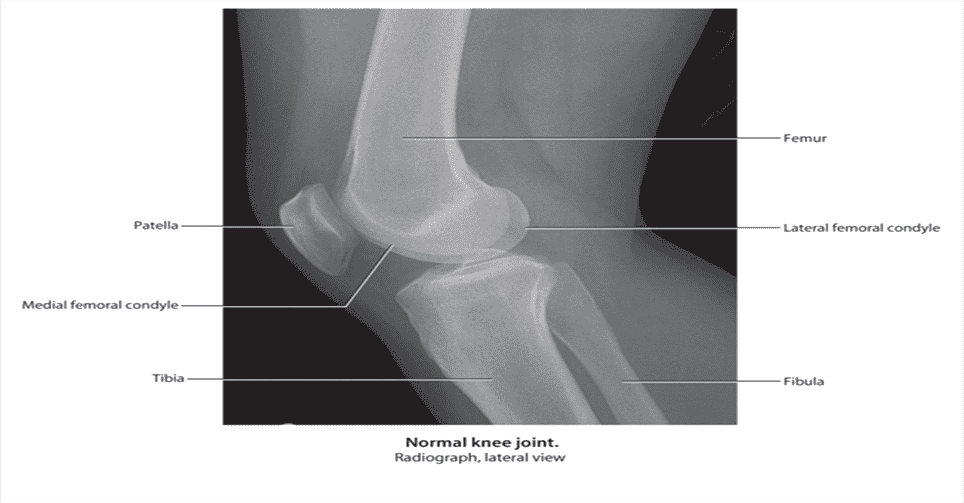 Femur
Patella
Lateral femoral condyle
Medial femoral condyle
Tibia
Fibula
Normal knee joint.
Radiograph, lateral view